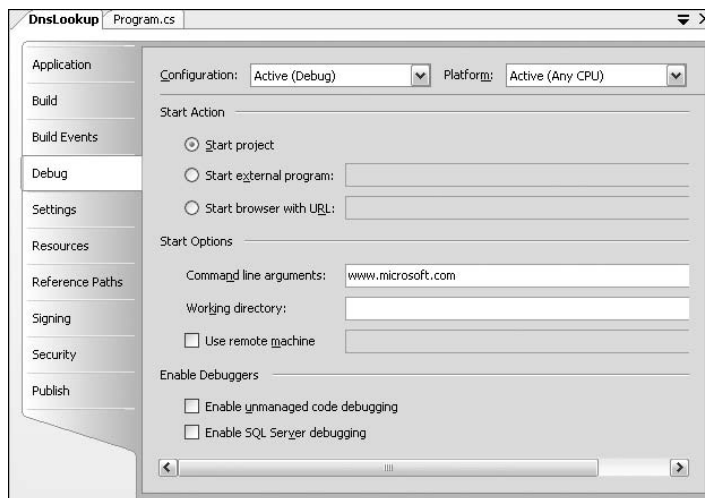 DnsLookup Program.cs
Application
Build
Build Events
Debug
Settings
Resources
Reference Paths
Signing
Security
Publish
Configuration: Active (Debug) Platform: Active (Any CPU)
Start Action
Start project
Start external program:
Start browser with URL:
Start Options
Command line arguments: www.microsoft.com
Working directory:
Use remote machine
Enable Debuggers
Enable unmanaged code debugging
Enable SQL Server debugging